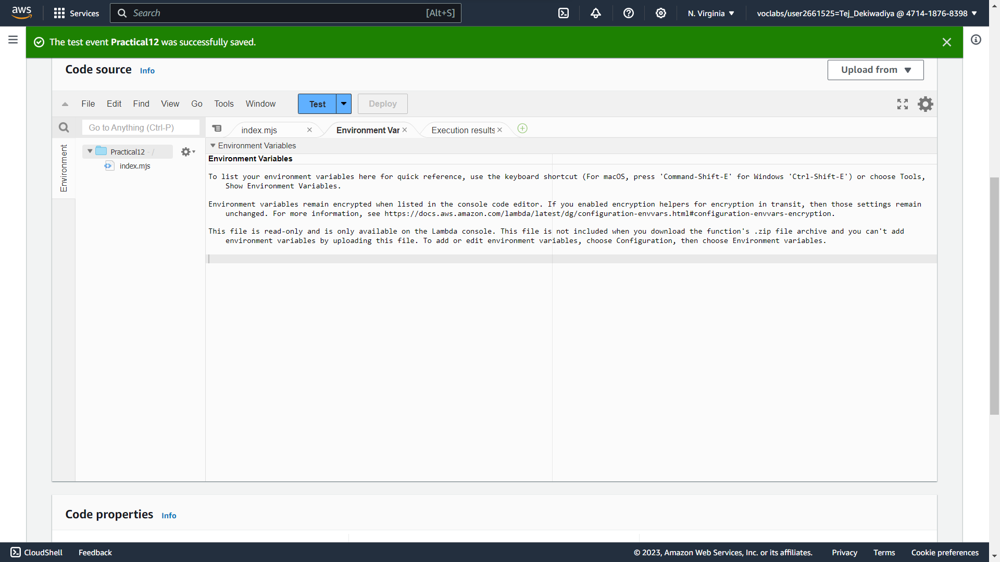 aws
Services
Search
[Alt+S]
N. Virginia
voclabs/user2661525=Tej_Dekiwadiya @ 4714-1876-8398
The test event Practical12 was successfully saved.
Code source Info
Upload from
File Edit Find View Go Tools Window
Test
Deploy
Go to Anything (Ctrl-P)
index.mjs
Environment Var
Execution results
Environment
Practical12 - /
index.mjs
Environment Variables
Environment Variables
To list your environment variables here for quick reference, use the keyboard shortcut (For macOS, press 'Command-Shift-E' for Windows 'Ctrl-Shift-E') or choose Tools,
Show Environment Variables.
Environment variables remain encrypted when listed in the console code editor. If you enabled encryption helpers for encryption in transit, then those settings remain
unchanged. For more information, see https://docs.aws.amazon.com/lambda/latest/dg/configuration-envvars.html#configuration-envvars-encryption.
This file is read-only and is only available on the Lambda console. This file is not included when you download the function's .zip file archive and you can't add
environment variables by uploading this file. To add or edit environment variables, choose Configuration, then choose Environment variables.
Code properties Info
CloudShell
Feedback
© 2023, Amazon Web Services, Inc. or its affiliates.
Privacy
Terms
Cookie preferences